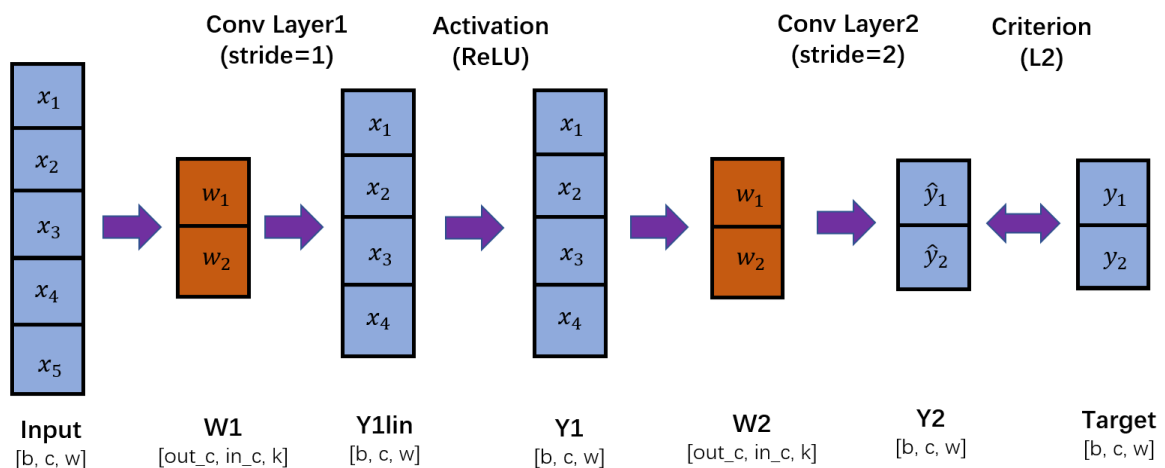 Conv Layer1
(stride=1)
Activation
(ReLU)
Conv Layer2
(stride=2)
Criterion
(L2)
x₁
x₂
x₃
x₄
x₅
w₁
w₂
x₁
x₂
x₃
x₄
x₁
x₂
x₃
x₄
w₁
w₂
ŷ₁
ŷ₂
y₁
y₂
Input
[b, c, w]
W1
[out_c, in_c, k]
Y1lin
[b, c, w]
Y1
[b, c, w]
W2
[out_c, in_c, k]
Y2
[b, c, w]
Target
[b, c, w]